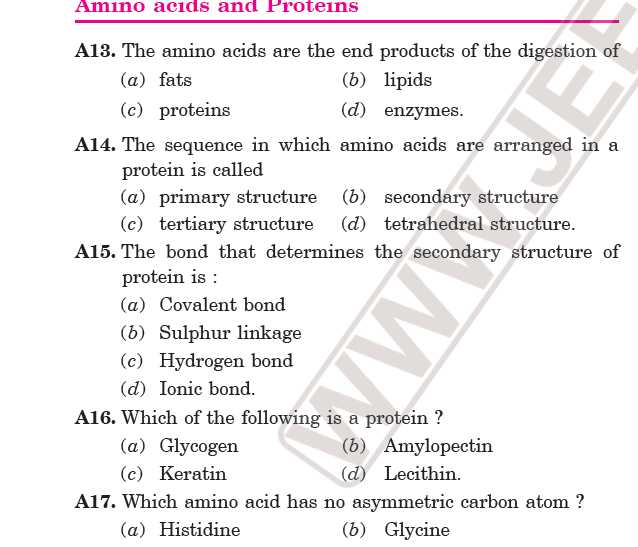 Amino acids and Proteins
A13. The amino acids are the end products of the digestion of
(a) fats (b) lipids
(c) proteins (d) enzymes.
A14. The sequence in which amino acids are arranged in a
protein is called
(a) primary structure (b) secondary structure
(c) tertiary structure (d) tetrahedral structure.
A15. The bond that determines the secondary structure of
protein is :
(a) Covalent bond
(b) Sulphur linkage
(c) Hydrogen bond
(d) Ionic bond.
A16. Which of the following is a protein ?
(a) Glycogen (b) Amylopectin
(c) Keratin (d) Lecithin.
A17. Which amino acid has no asymmetric carbon atom ?
(a) Histidine (b) Glycine
WWW.JEE